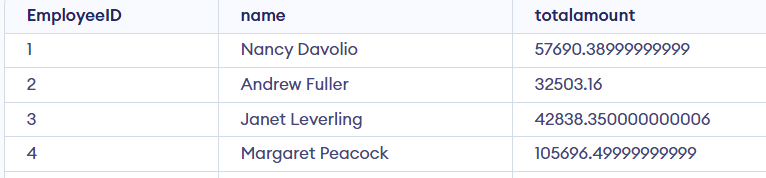 EmployeeID name totalamount
1 Nancy Davolio 57690.38999999999
2 Andrew Fuller 32503.16
3 Janet Leverling 42838.350000000006
4 Margaret Peacock 105696.49999999999